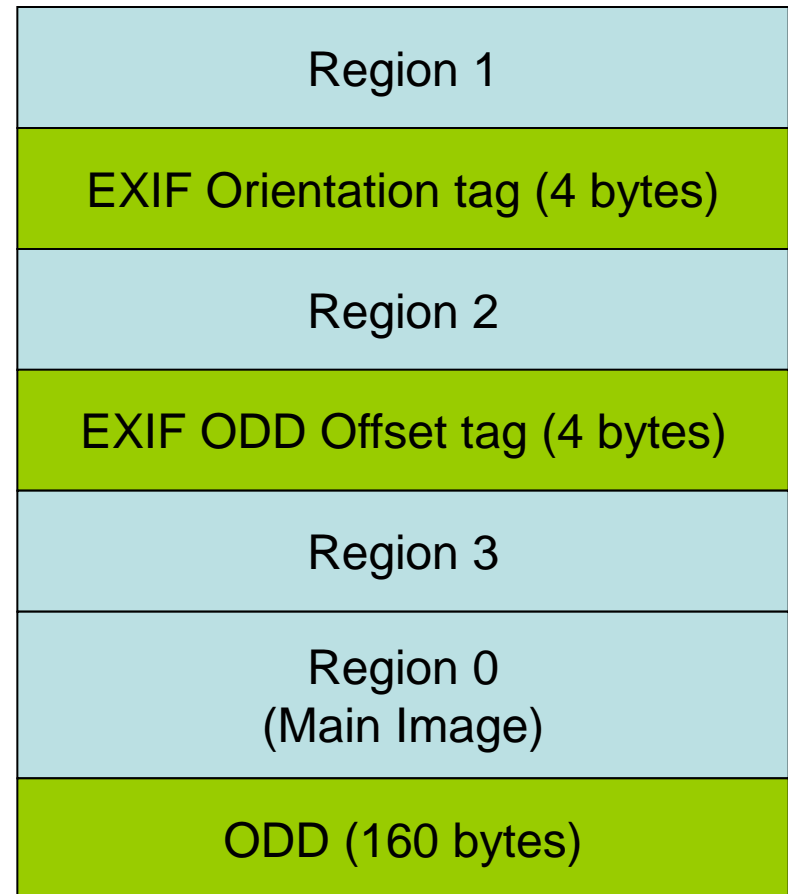 Region 1
EXIF Orientation tag (4 bytes)
Region 2
EXIF ODD Offset tag (4 bytes)
Region 3
Region 0
(Main Image)
ODD (160 bytes)